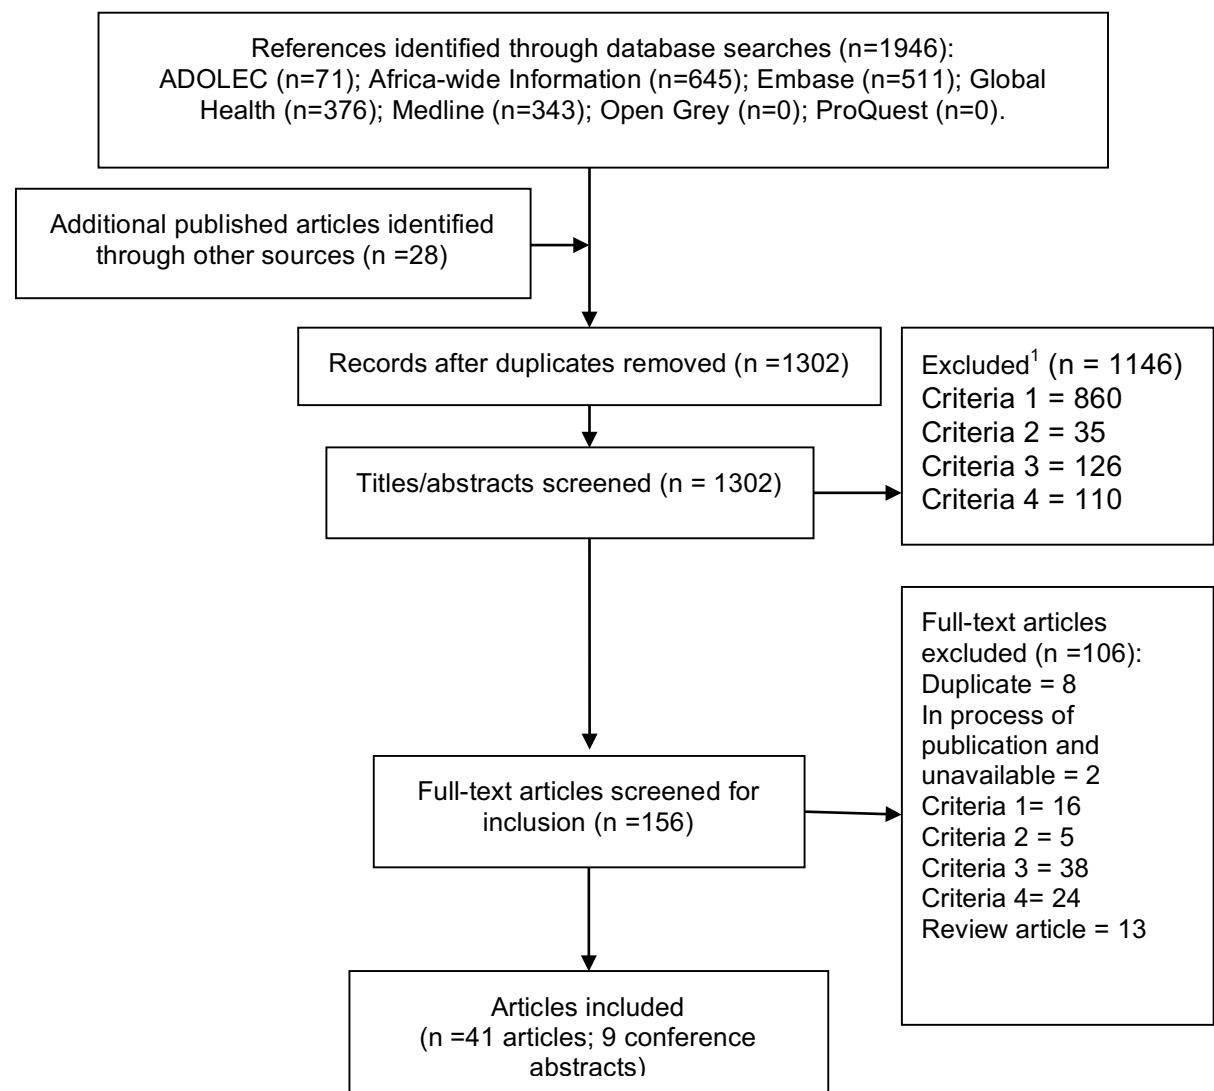 References identified through database searches (n=1946):
ADOLEC (n=71); Africa-wide Information (n=645); Embase (n=511); Global
Health (n=376); Medline (n=343); Open Grey (n=0); ProQuest (n=0).
Additional published articles identified
through other sources (n =28)
Records after duplicates removed (n =1302)
Titles/abstracts screened (n = 1302)
Excluded¹ (n = 1146)
Criteria 1 = 860
Criteria 2 = 35
Criteria 3 = 126
Criteria 4 = 110
Full-text articles screened for
inclusion (n =156)
Full-text articles
excluded (n =106):
Duplicate = 8
In process of
publication and
unavailable = 2
Criteria 1= 16
Criteria 2 = 5
Criteria 3 = 38
Criteria 4= 24
Review article = 13
Articles included
(n =41 articles; 9 conference
abstracts)